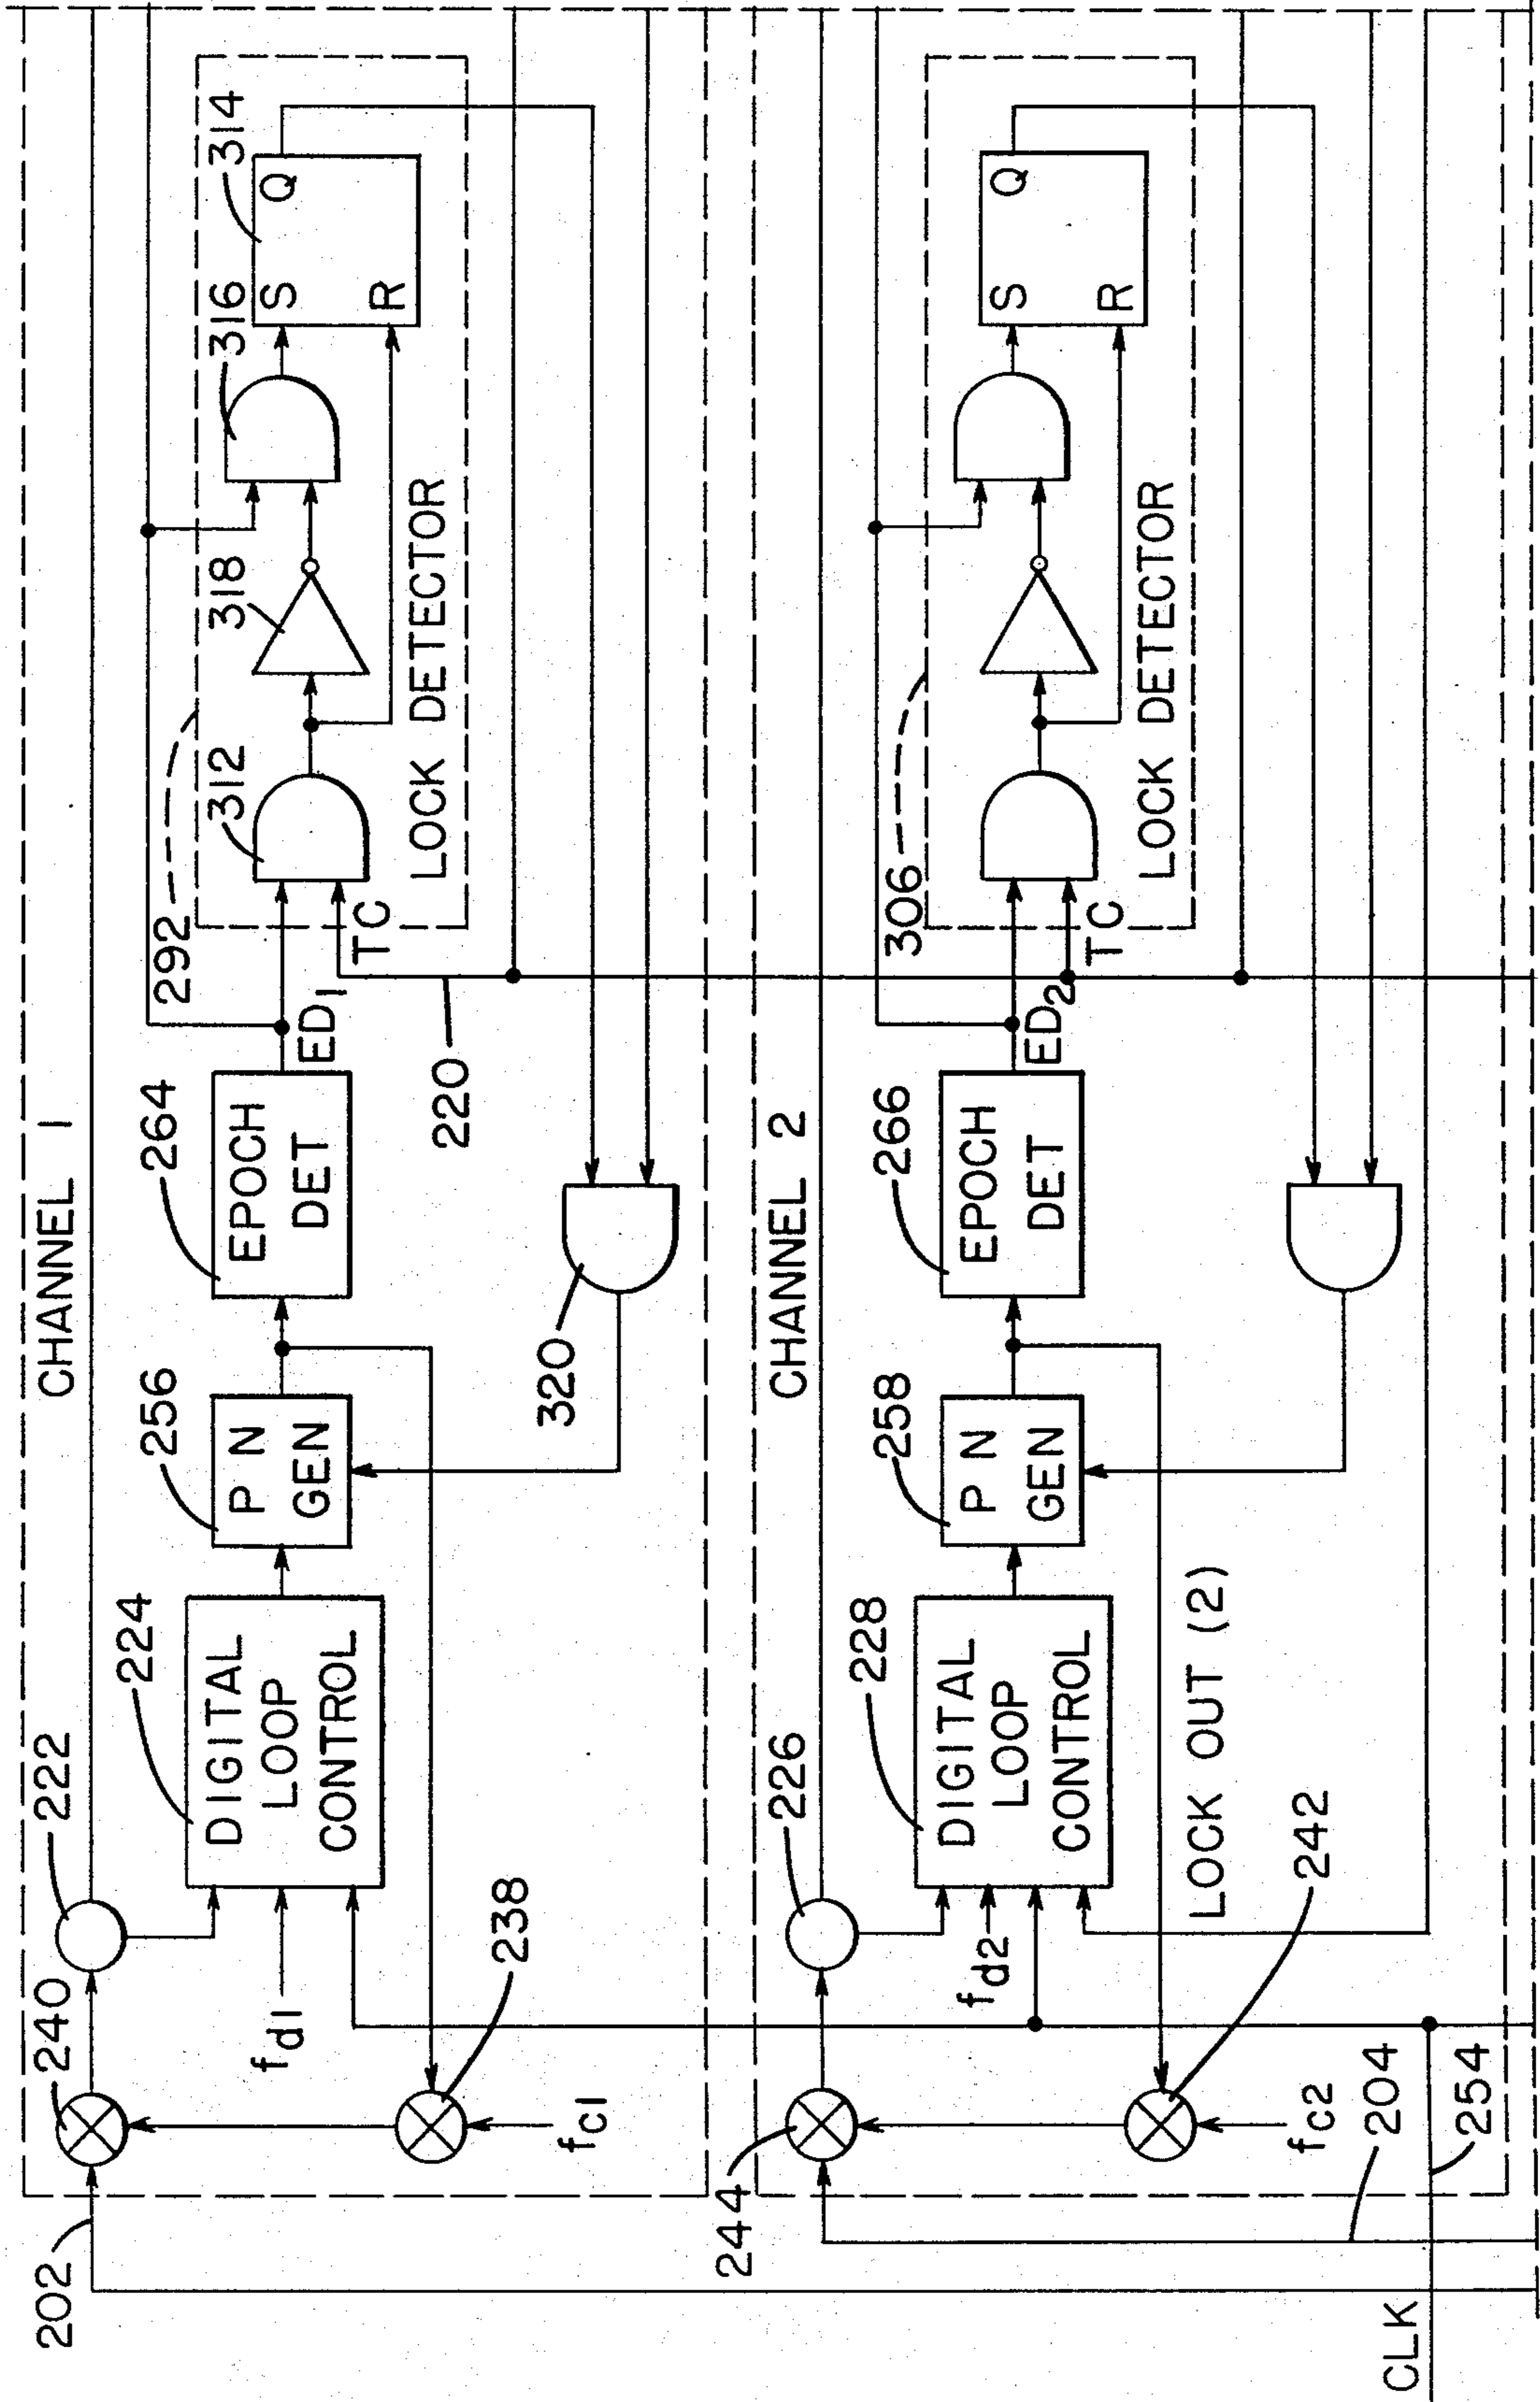 CHANNEL 1
202
240
222
224
DIGITAL
LOOP
CONTROL
fd1
238
fc1
256
P N
GEN
264
EPOCH
DET
ED1
320
220
292
TC
312
318
316
314
S
Q
R
LOCK DETECTOR
CHANNEL 2
244
226
228
DIGITAL
LOOP
CONTROL
fd2
LOCK OUT (2)
242
fc2
204
254
CLK
258
P N
GEN
266
EPOCH
DET
ED2
306
TC
S
Q
R
LOCK DETECTOR